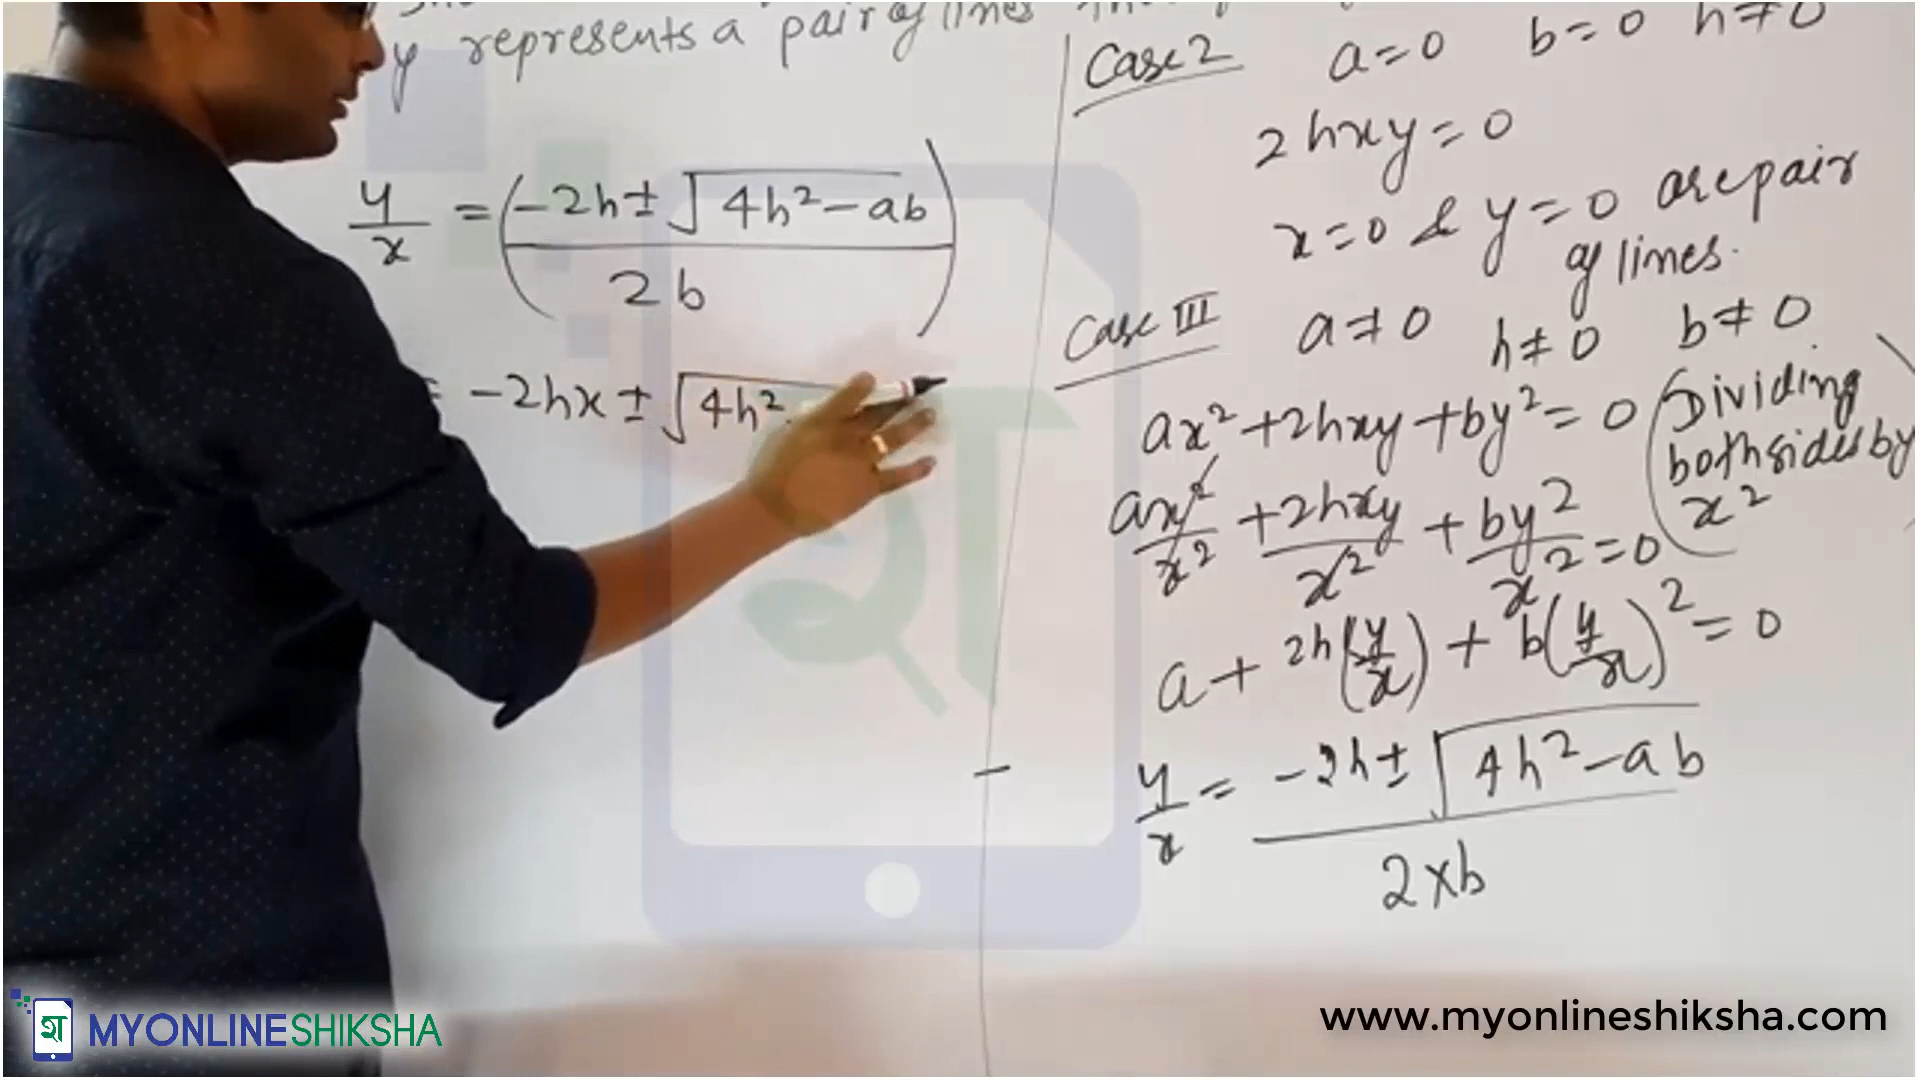 y represents a pair of lines
y/x = (-2h ± √4h² - ab / 2b)
= -2hx ± √4h²
Case 2 a=0 b=0 h≠0
2hxy = 0
x=0 & y=0 are pair
of lines.
Case III a≠0 h≠0 b≠0
ax² + 2hxy + by² = 0 (Dividing
both sides by
x²
ax²/x² + 2hxy/x² + by²/x² = 0
a + 2h(y/x) + b(y/x)² = 0
y/x = -2h ± √4h² - ab / 2×b
श
MYONLINESHIKSHA
www.myonlineshiksha.com